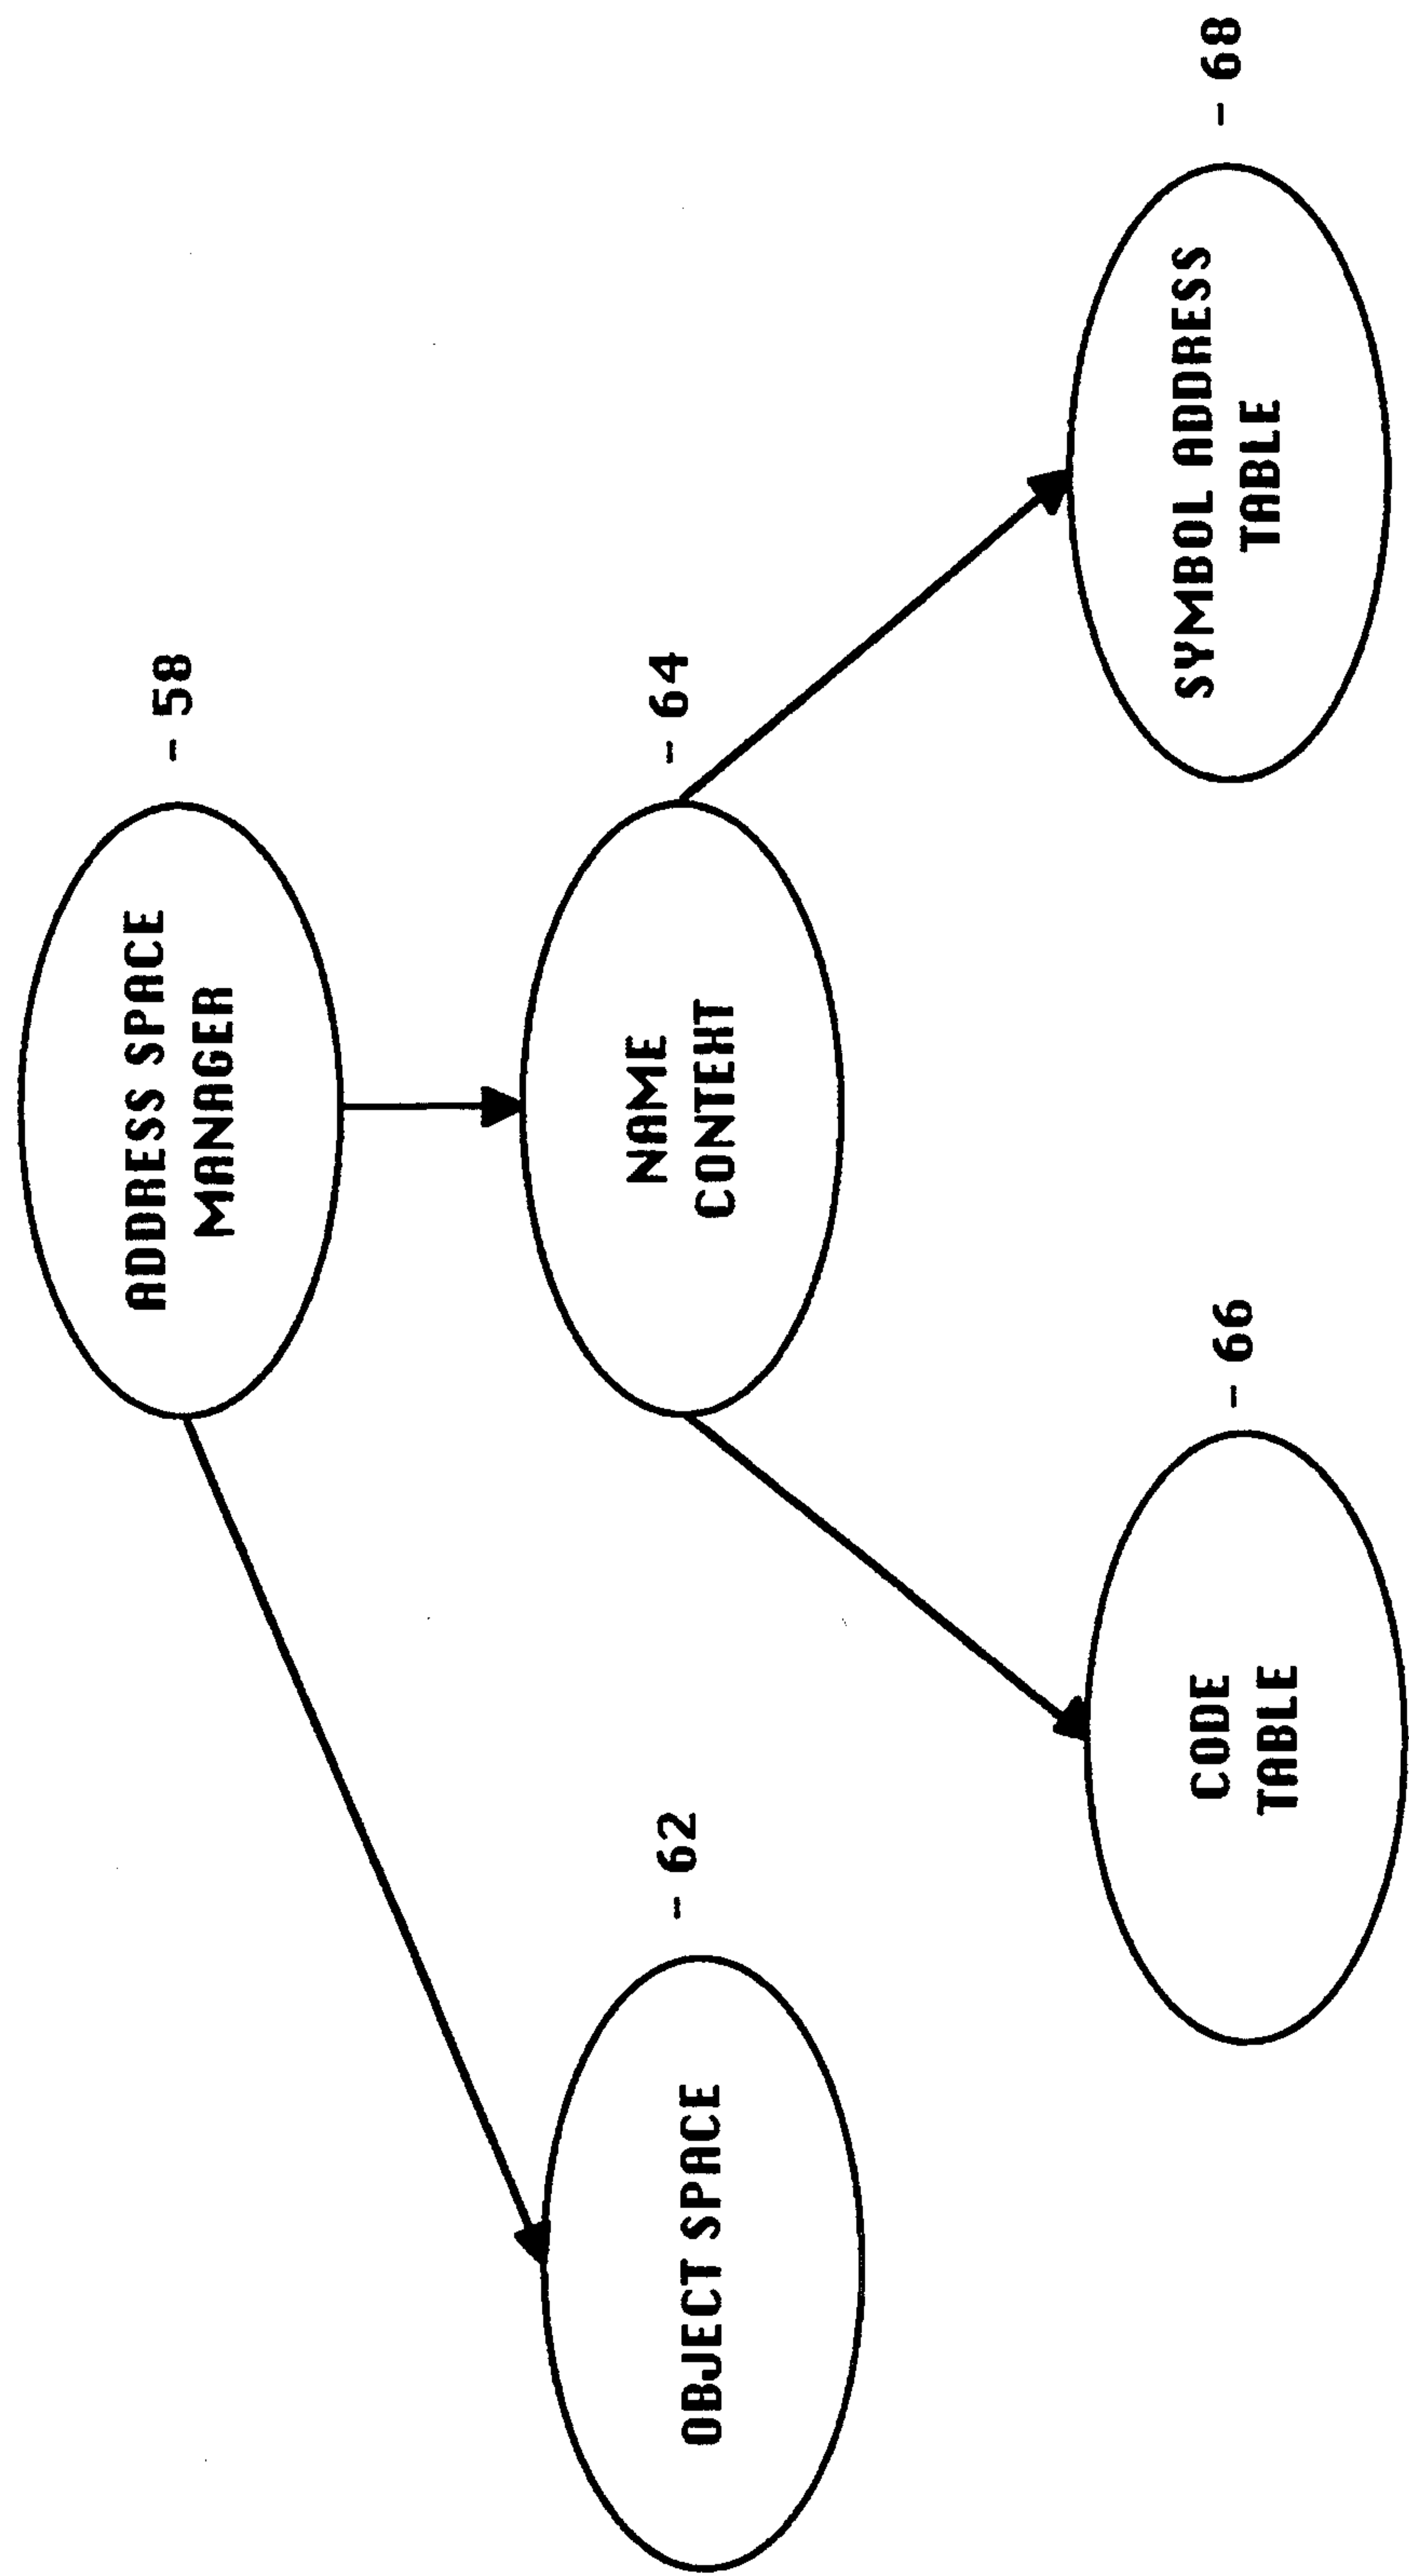 ADDRESS SPACE
MANAGER
- 58
OBJECT SPACE
- 62
NAME
CONTEXT
- 64
CODE
TABLE
- 66
SYMBOL ADDRESS
TABLE
- 68